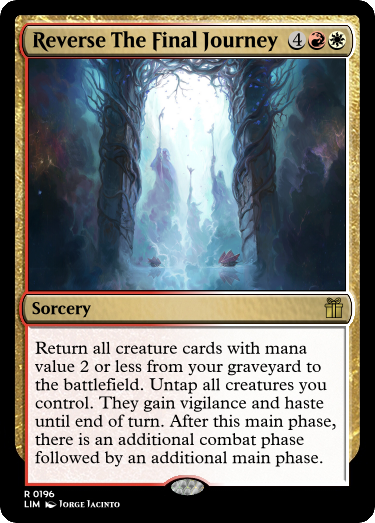 Reverse The Final Journey 4
Sorcery
Return all creature cards with mana
value 2 or less from your graveyard to
the battlefield. Untap all creatures you
control. They gain vigilance and haste
until end of turn. After this main phase,
there is an additional combat phase
followed by an additional main phase.
R 0196
LIM Jorge Jacinto